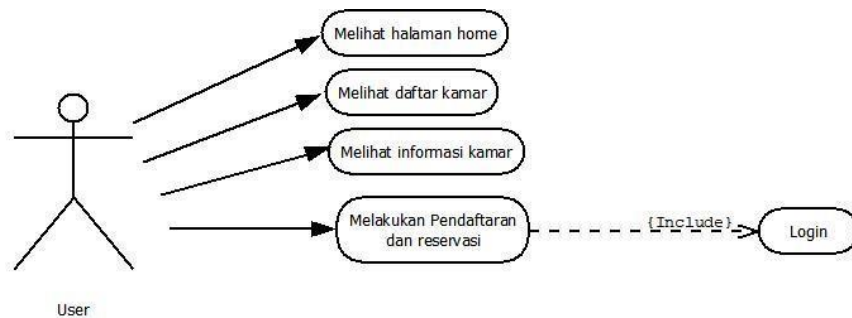 Melihat halaman home
Melihat daftar kamar
Melihat informasi kamar
Melakukan Pendaftaran
dan reservasi
{Include}
Login
User